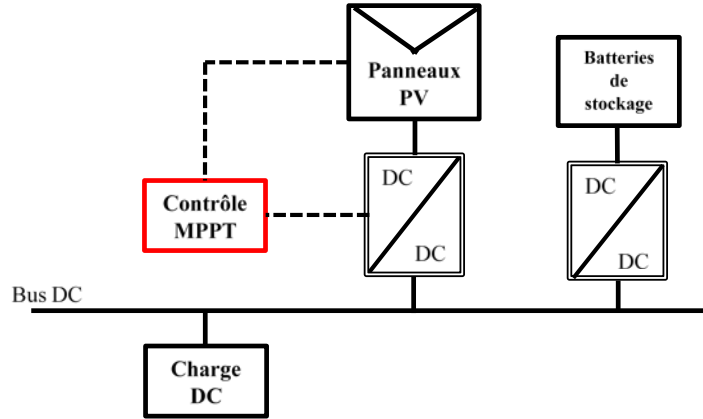 Panneaux
PV
Batteries
de
stockage
DC
DC
DC
DC
Contrôle
MPPT
Bus DC
Charge
DC